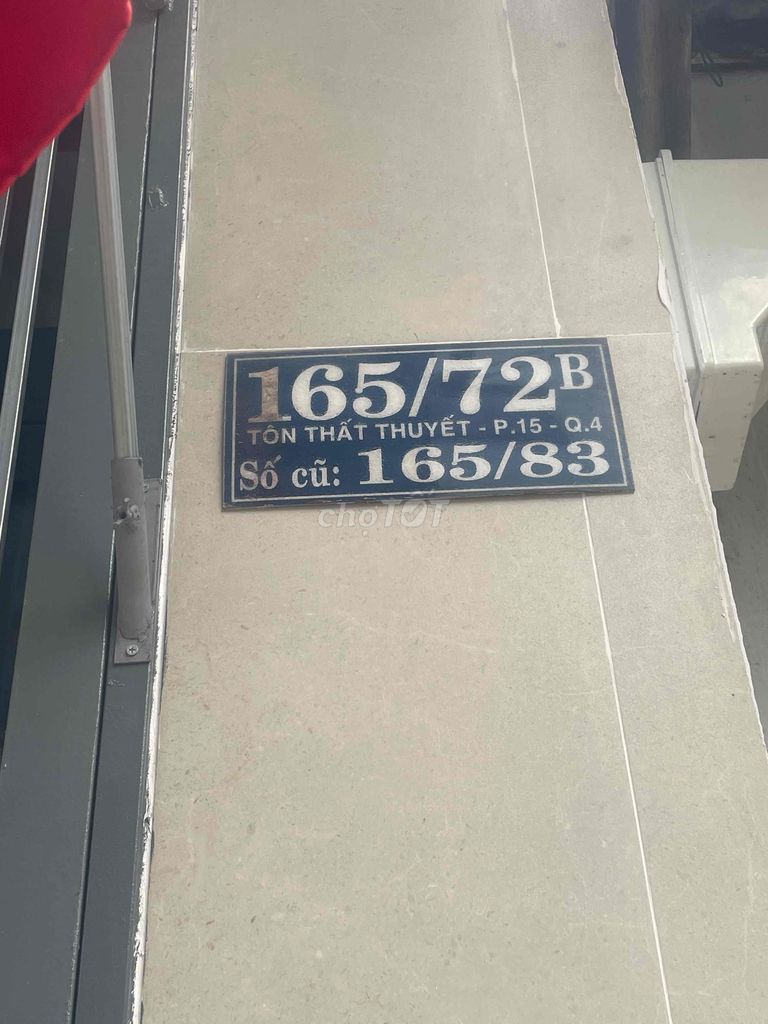 165/72B
TÔN THẤT THUYẾT - P.15 - Q.4
Số cũ: 165/83
chợTỐT